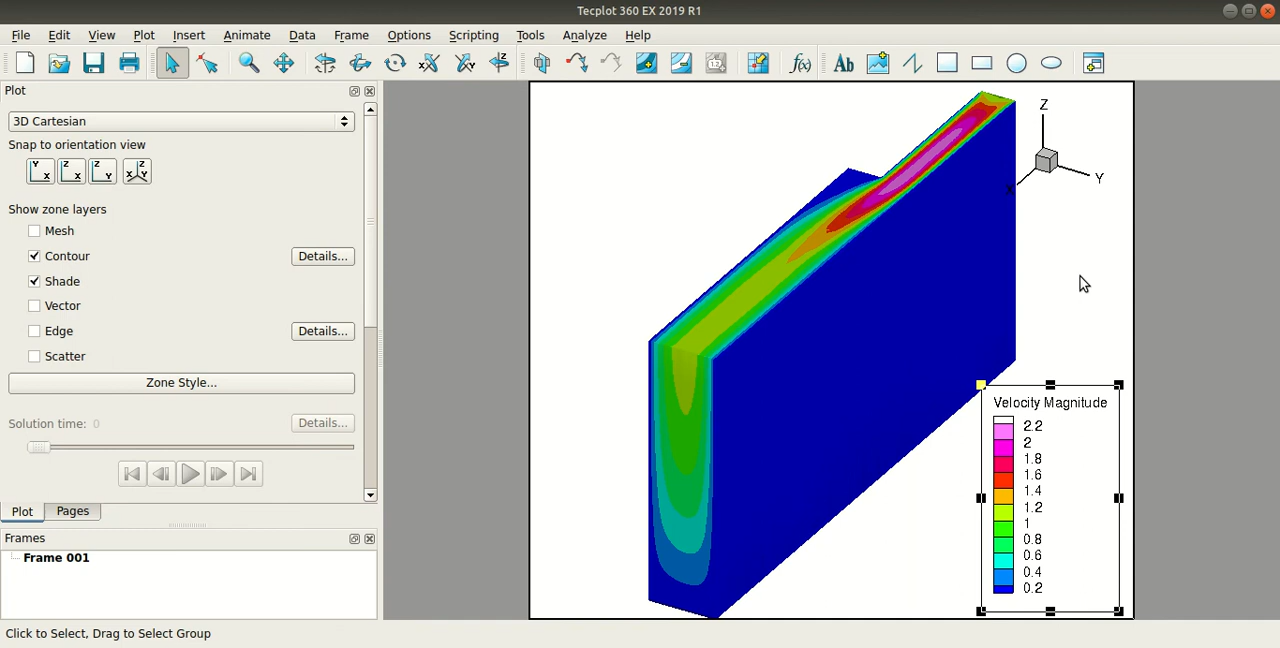 Tecplot 360 EX 2019 R1
File Edit View Plot Insert Animate Data Frame Options Scripting Tools Analyze Help
Plot
3D Cartesian
Snap to orientation view
Show zone layers
Mesh
Contour Details...
Shade
Vector
Edge Details...
Scatter
Zone Style...
Solution time: 0 Details...
Plot Pages
Frames
Frame 001
Click to Select, Drag to Select Group
Z
Y
X
Velocity Magnitude
2.2
2
1.8
1.6
1.4
1.2
1
0.8
0.6
0.4
0.2